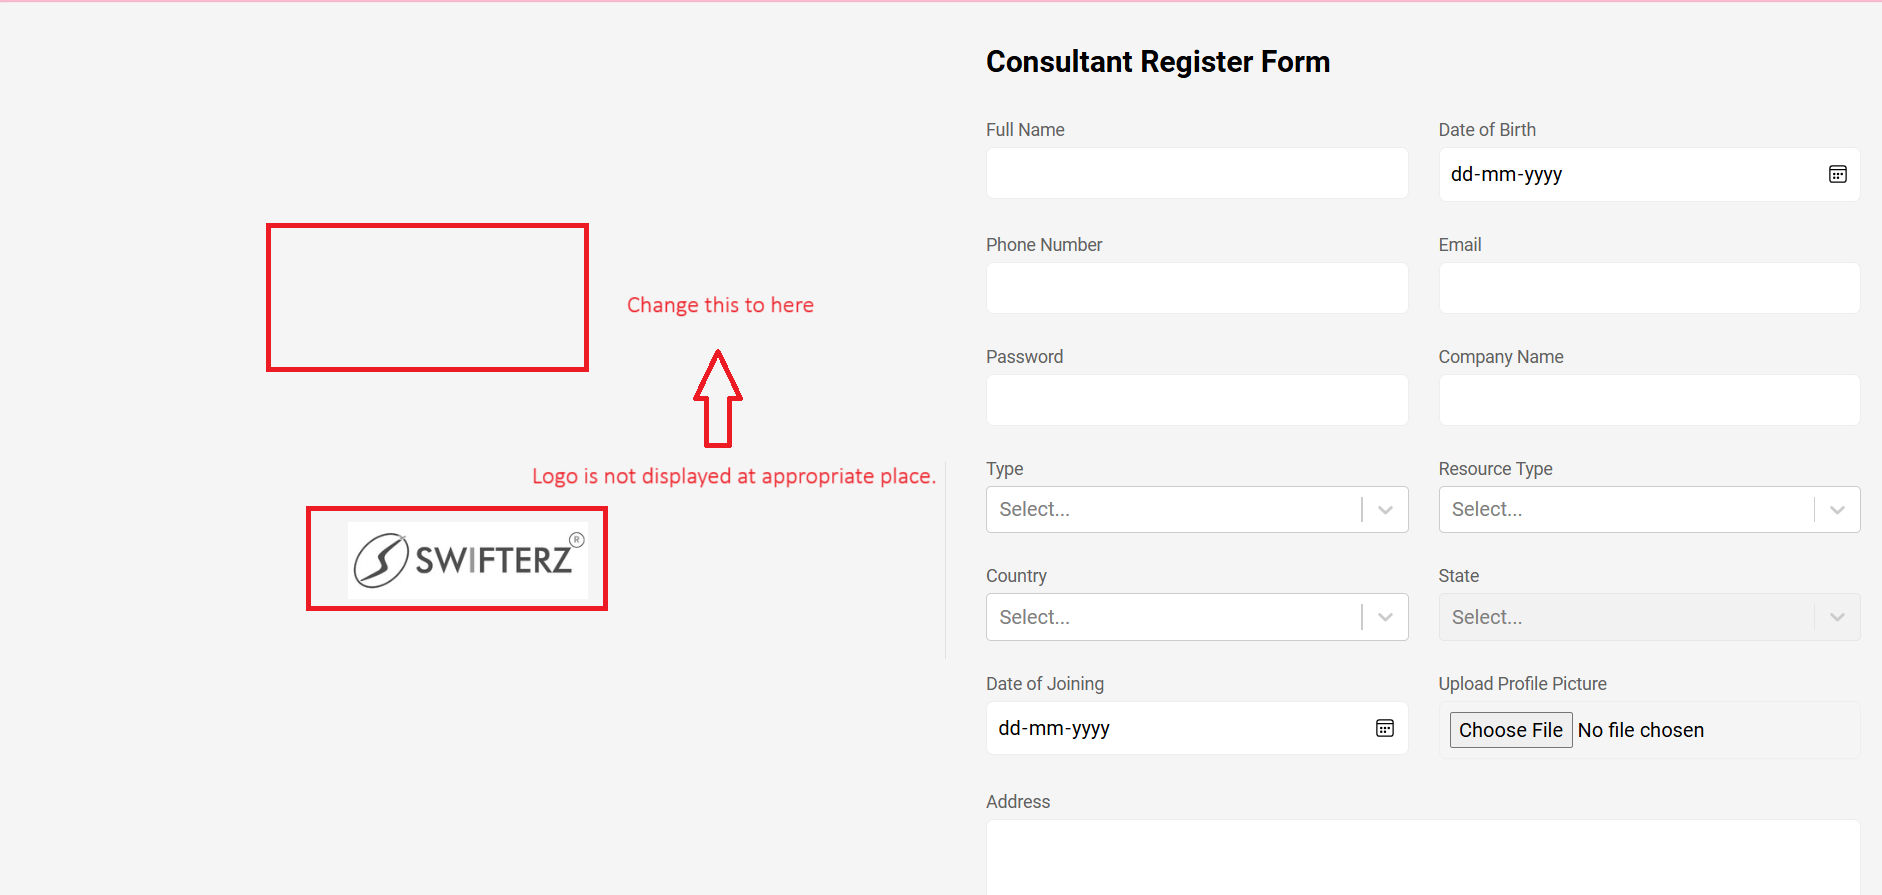 Consultant Register Form
Full Name
Date of Birth
dd-mm-yyyy
Phone Number
Email
Change this to here
Password
Company Name
Logo is not displayed at appropriate place.
Type
Resource Type
Select...
Select...
SWIFTERZ®
Country
State
Select...
Select...
Date of Joining
Upload Profile Picture
dd-mm-yyyy
Choose File No file chosen
Address